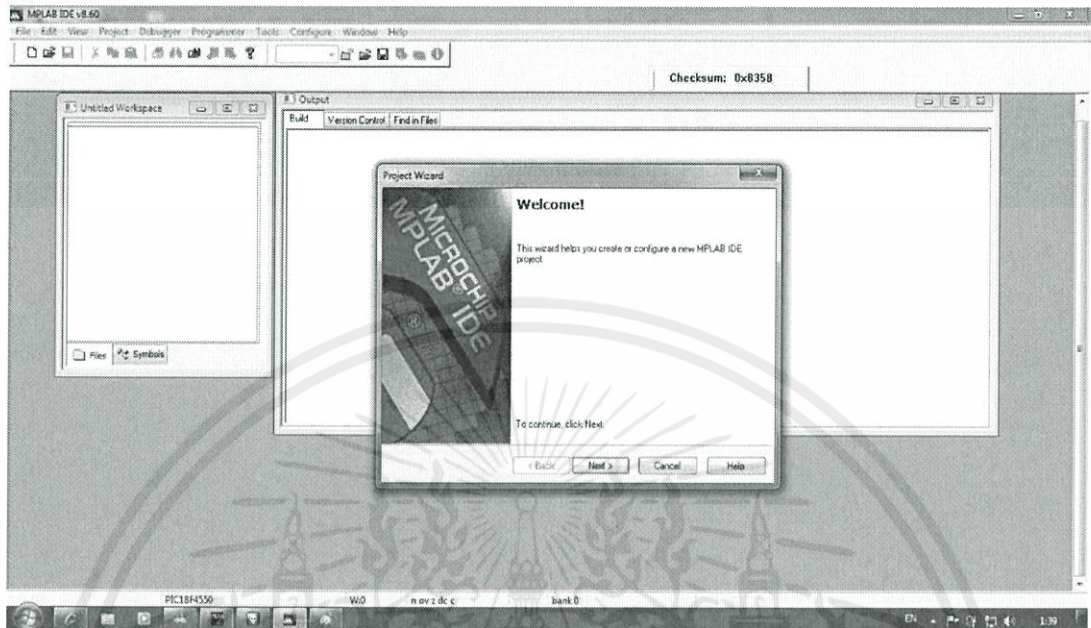 MPLAB IDE v8.60
File Edit View Project Debugger Programmer Tools Configure Window Help
Checksum: 0x8358
Untitled Workspace
Output
Build Version Control Find in Files
Project Wizard
MICROCHIP
MPLAB® IDE
Welcome!
This wizard helps you create or configure a new MPLAB IDE
project.
To continue, click Next.
< Back Next > Cancel Help
Files Symbols
PIC18F4550 W:0 n ov z dc c bank 0
EN 1:39